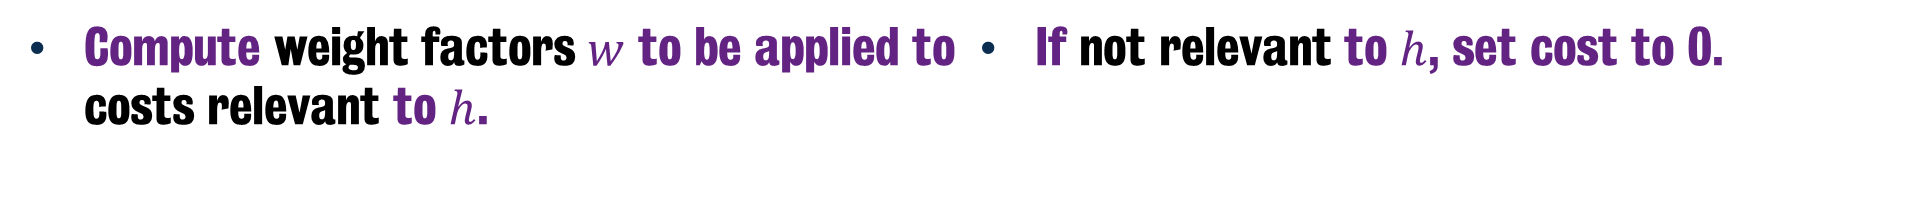 • Compute weight factors w to be applied to
costs relevant to h.
• If not relevant to h, set cost to 0.